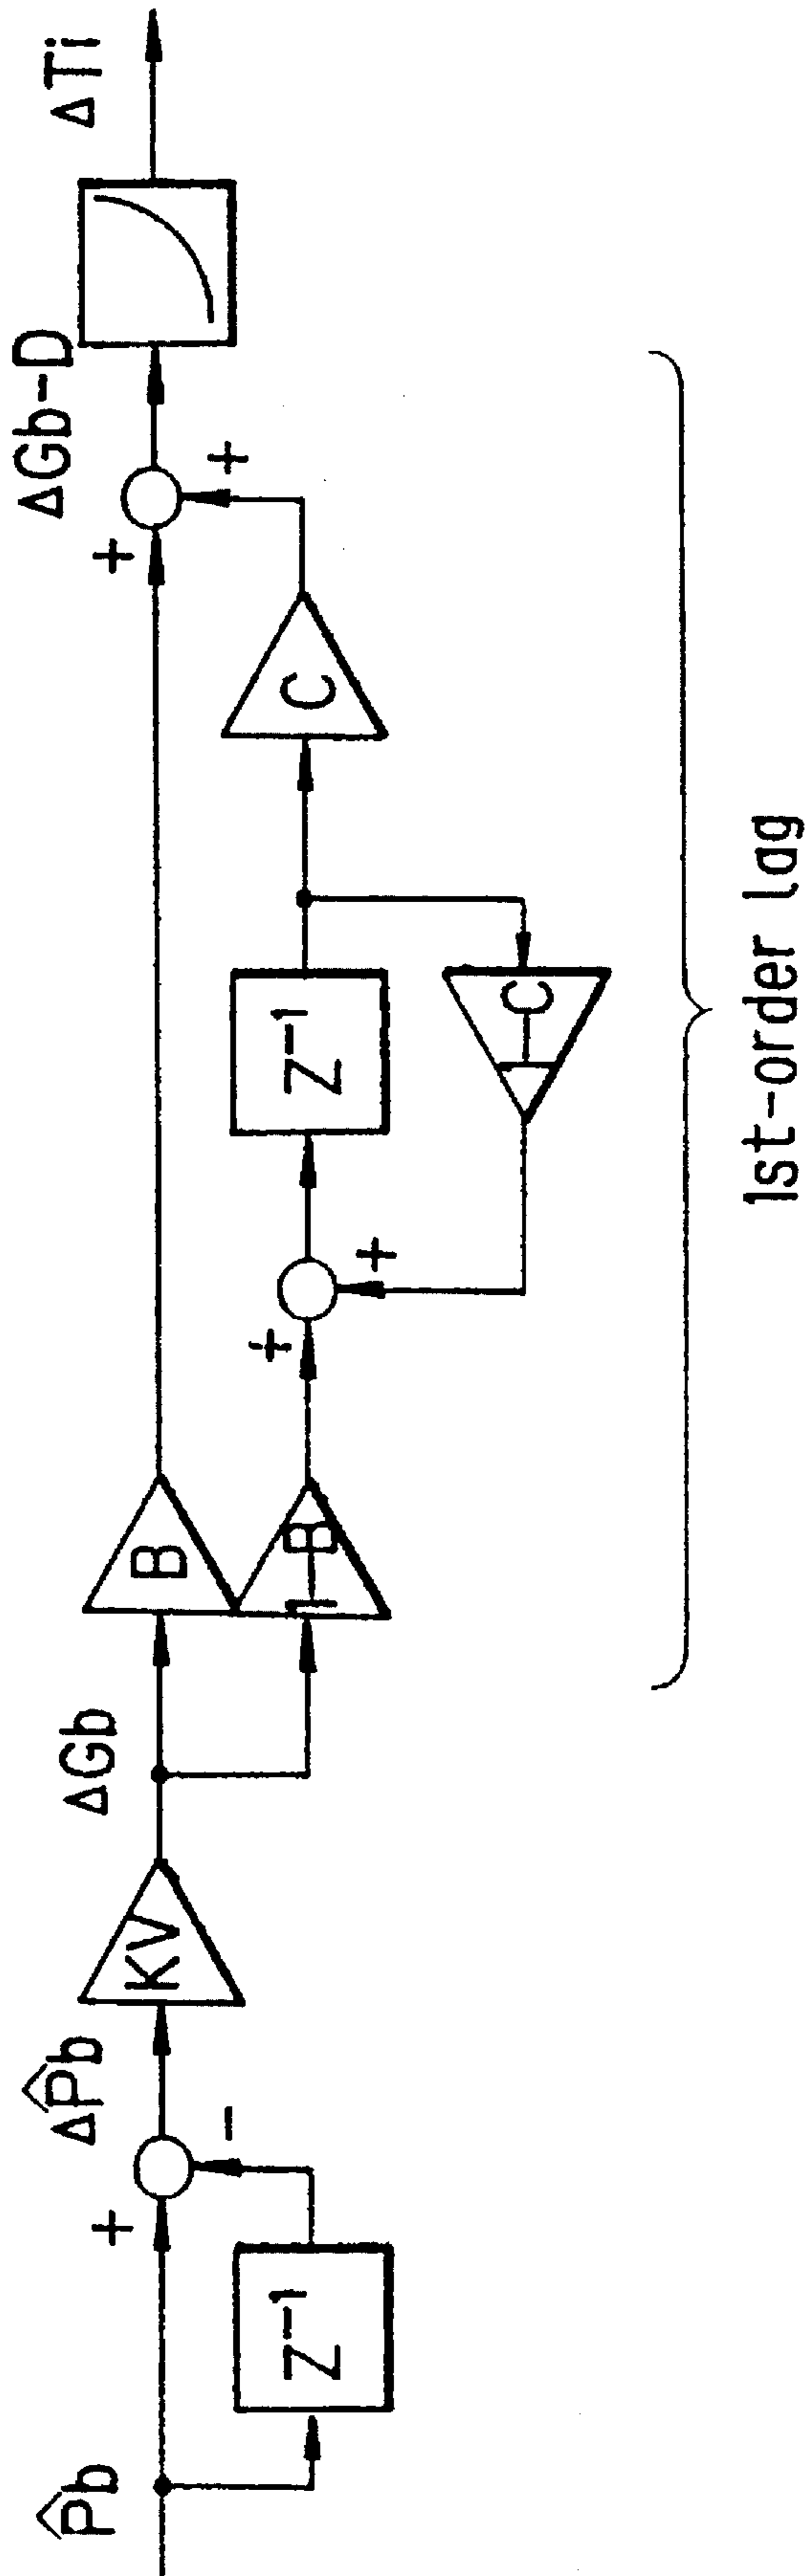 P̂b
Z⁻¹
+
-
ΔP̂b
KV
ΔGb
B
1-B
+
+
Z⁻¹
1-C
C
+
+
ΔGb-D
ΔTi
1st-order lag